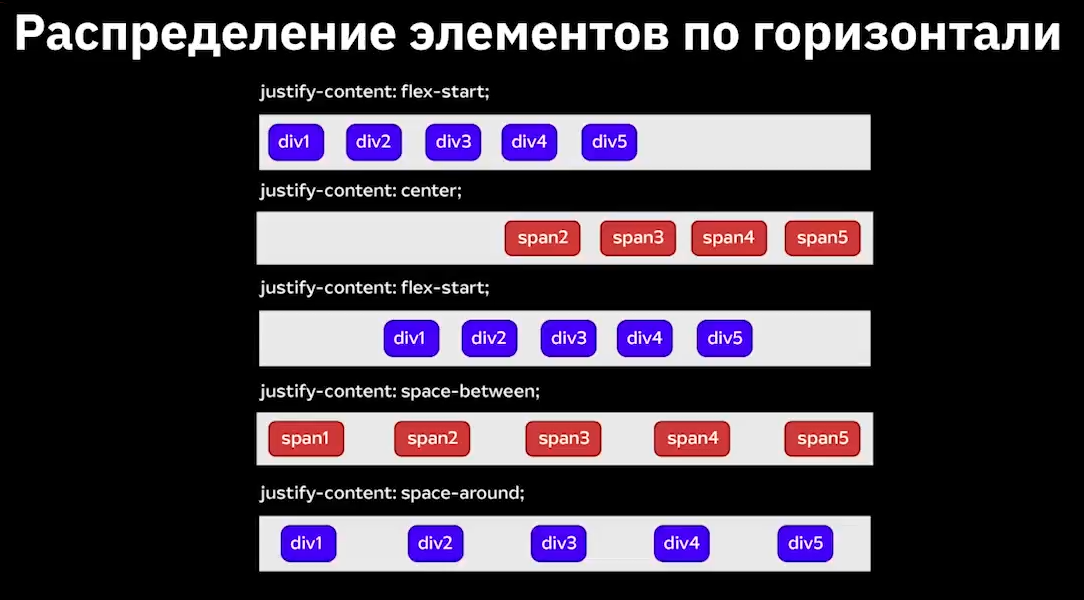 Распределение элементов по горизонтали
justify-content: flex-start;
div1 div2 div3 div4 div5
justify-content: center;
span2 span3 span4 span5
justify-content: flex-start;
div1 div2 div3 div4 div5
justify-content: space-between;
span1 span2 span3 span4 span5
justify-content: space-around;
div1 div2 div3 div4 div5